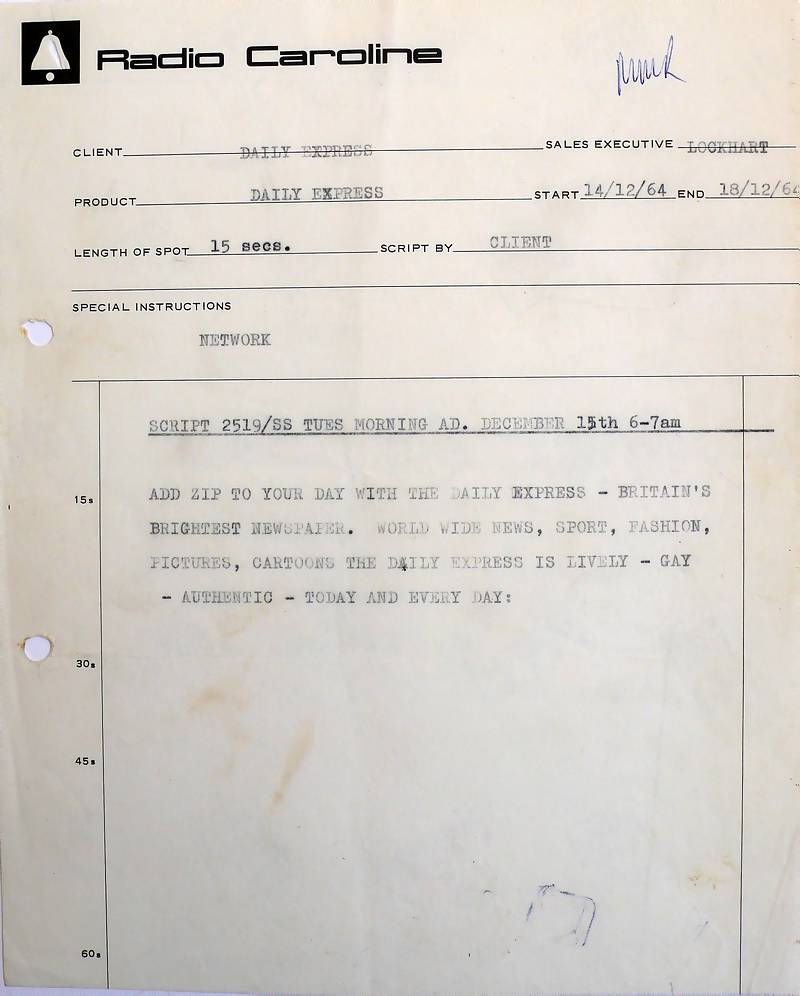 Radio Caroline
CLIENT DAILY EXPRESS SALES EXECUTIVE LOCKHART
PRODUCT DAILY EXPRESS START 14/12/64 END 18/12/64
LENGTH OF SPOT 15 secs. SCRIPT BY CLIENT
SPECIAL INSTRUCTIONS
NETWORK
SCRIPT 2519/SS TUES MORNING AD. DECEMBER 15th 6-7am
15s ADD ZIP TO YOUR DAY WITH THE DAILY EXPRESS - BRITAIN'S
BRIGHTEST NEWSPAPER. WORLD WIDE NEWS, SPORT, FASHION,
PICTURES, CARTOONS THE DAILY EXPRESS IS LIVELY - GAY
- AUTHENTIC - TODAY AND EVERY DAY:
30s
45s
60s